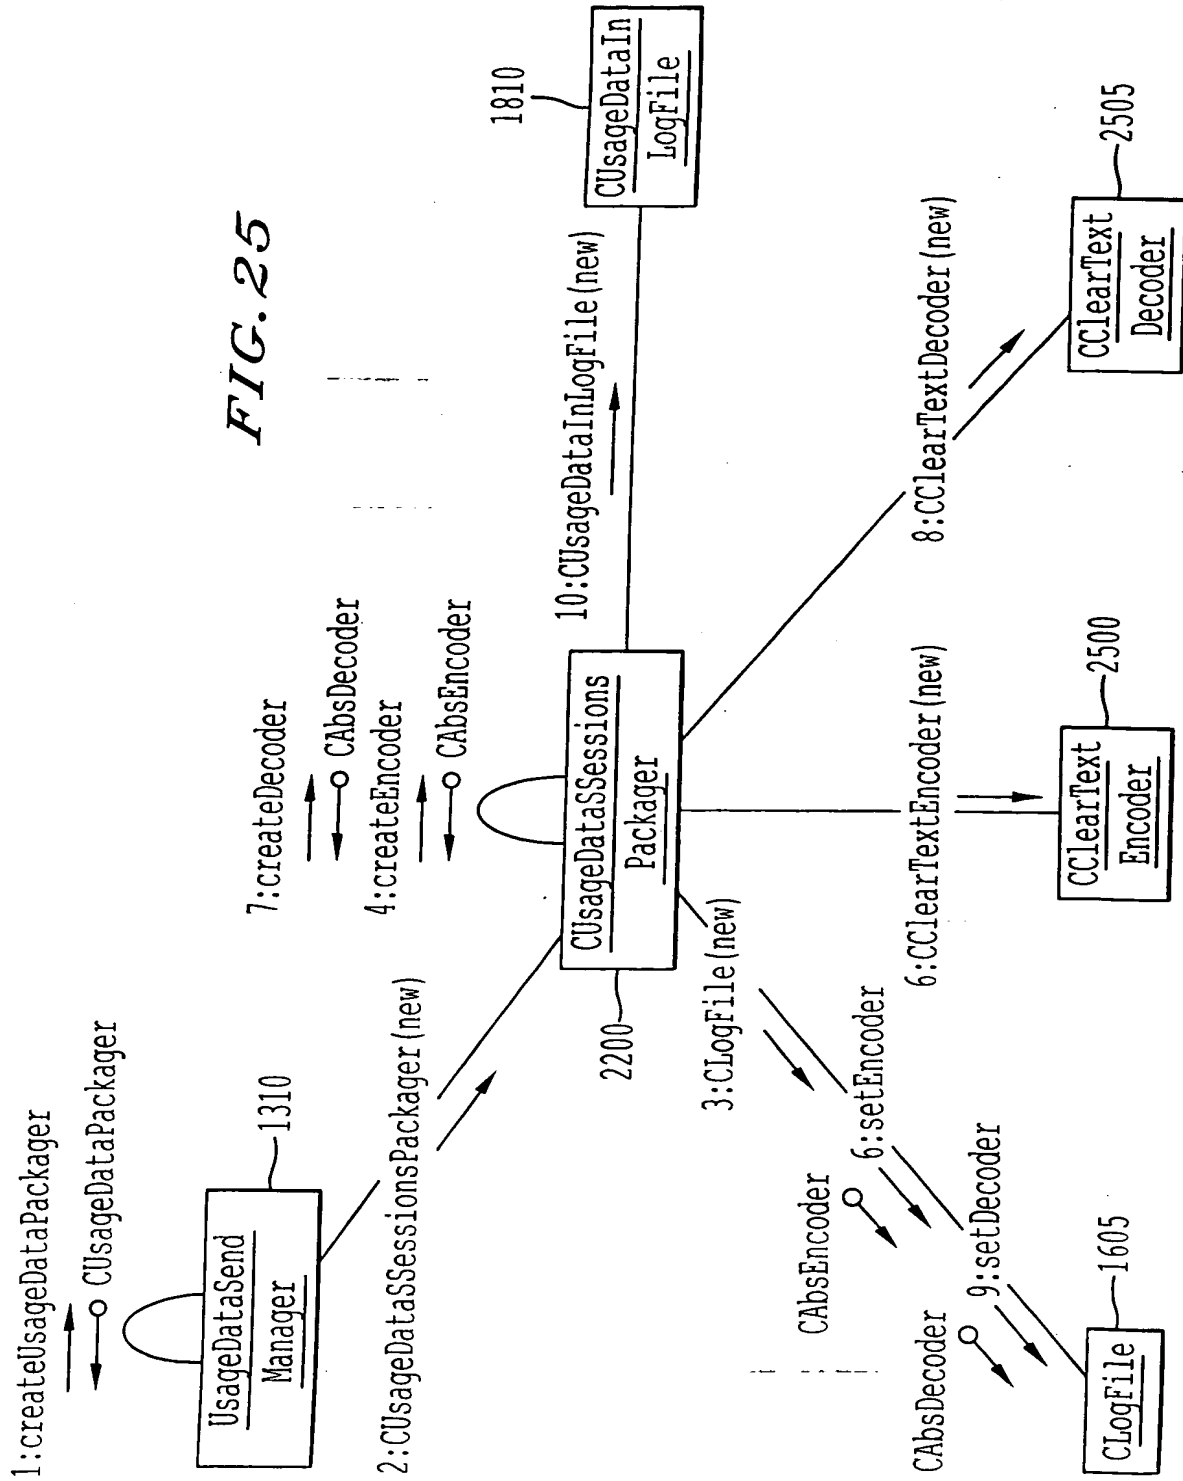 FIG. 25
1:createUsageDataPackager
CUsageDataPackager
UsageDataSend
Manager
1310
2:CUsageDataSSessionsPackager(new)
7:createDecoder
CAbsDecoder
4:createEncoder
CAbsEncoder
CUsageDataSSessions
Packager
2200
10:CUsageDataInLogFile(new)
1810
CUsageDataIn
LogFile
3:CLogFile(new)
6:setEncoder
CAbsEncoder
9:setDecoder
CAbsDecoder
CLogFile
1605
6:CClearTextEncoder(new)
CClearText
Encoder
2500
8:CClearTextDecoder(new)
CClearText
Decoder
2505